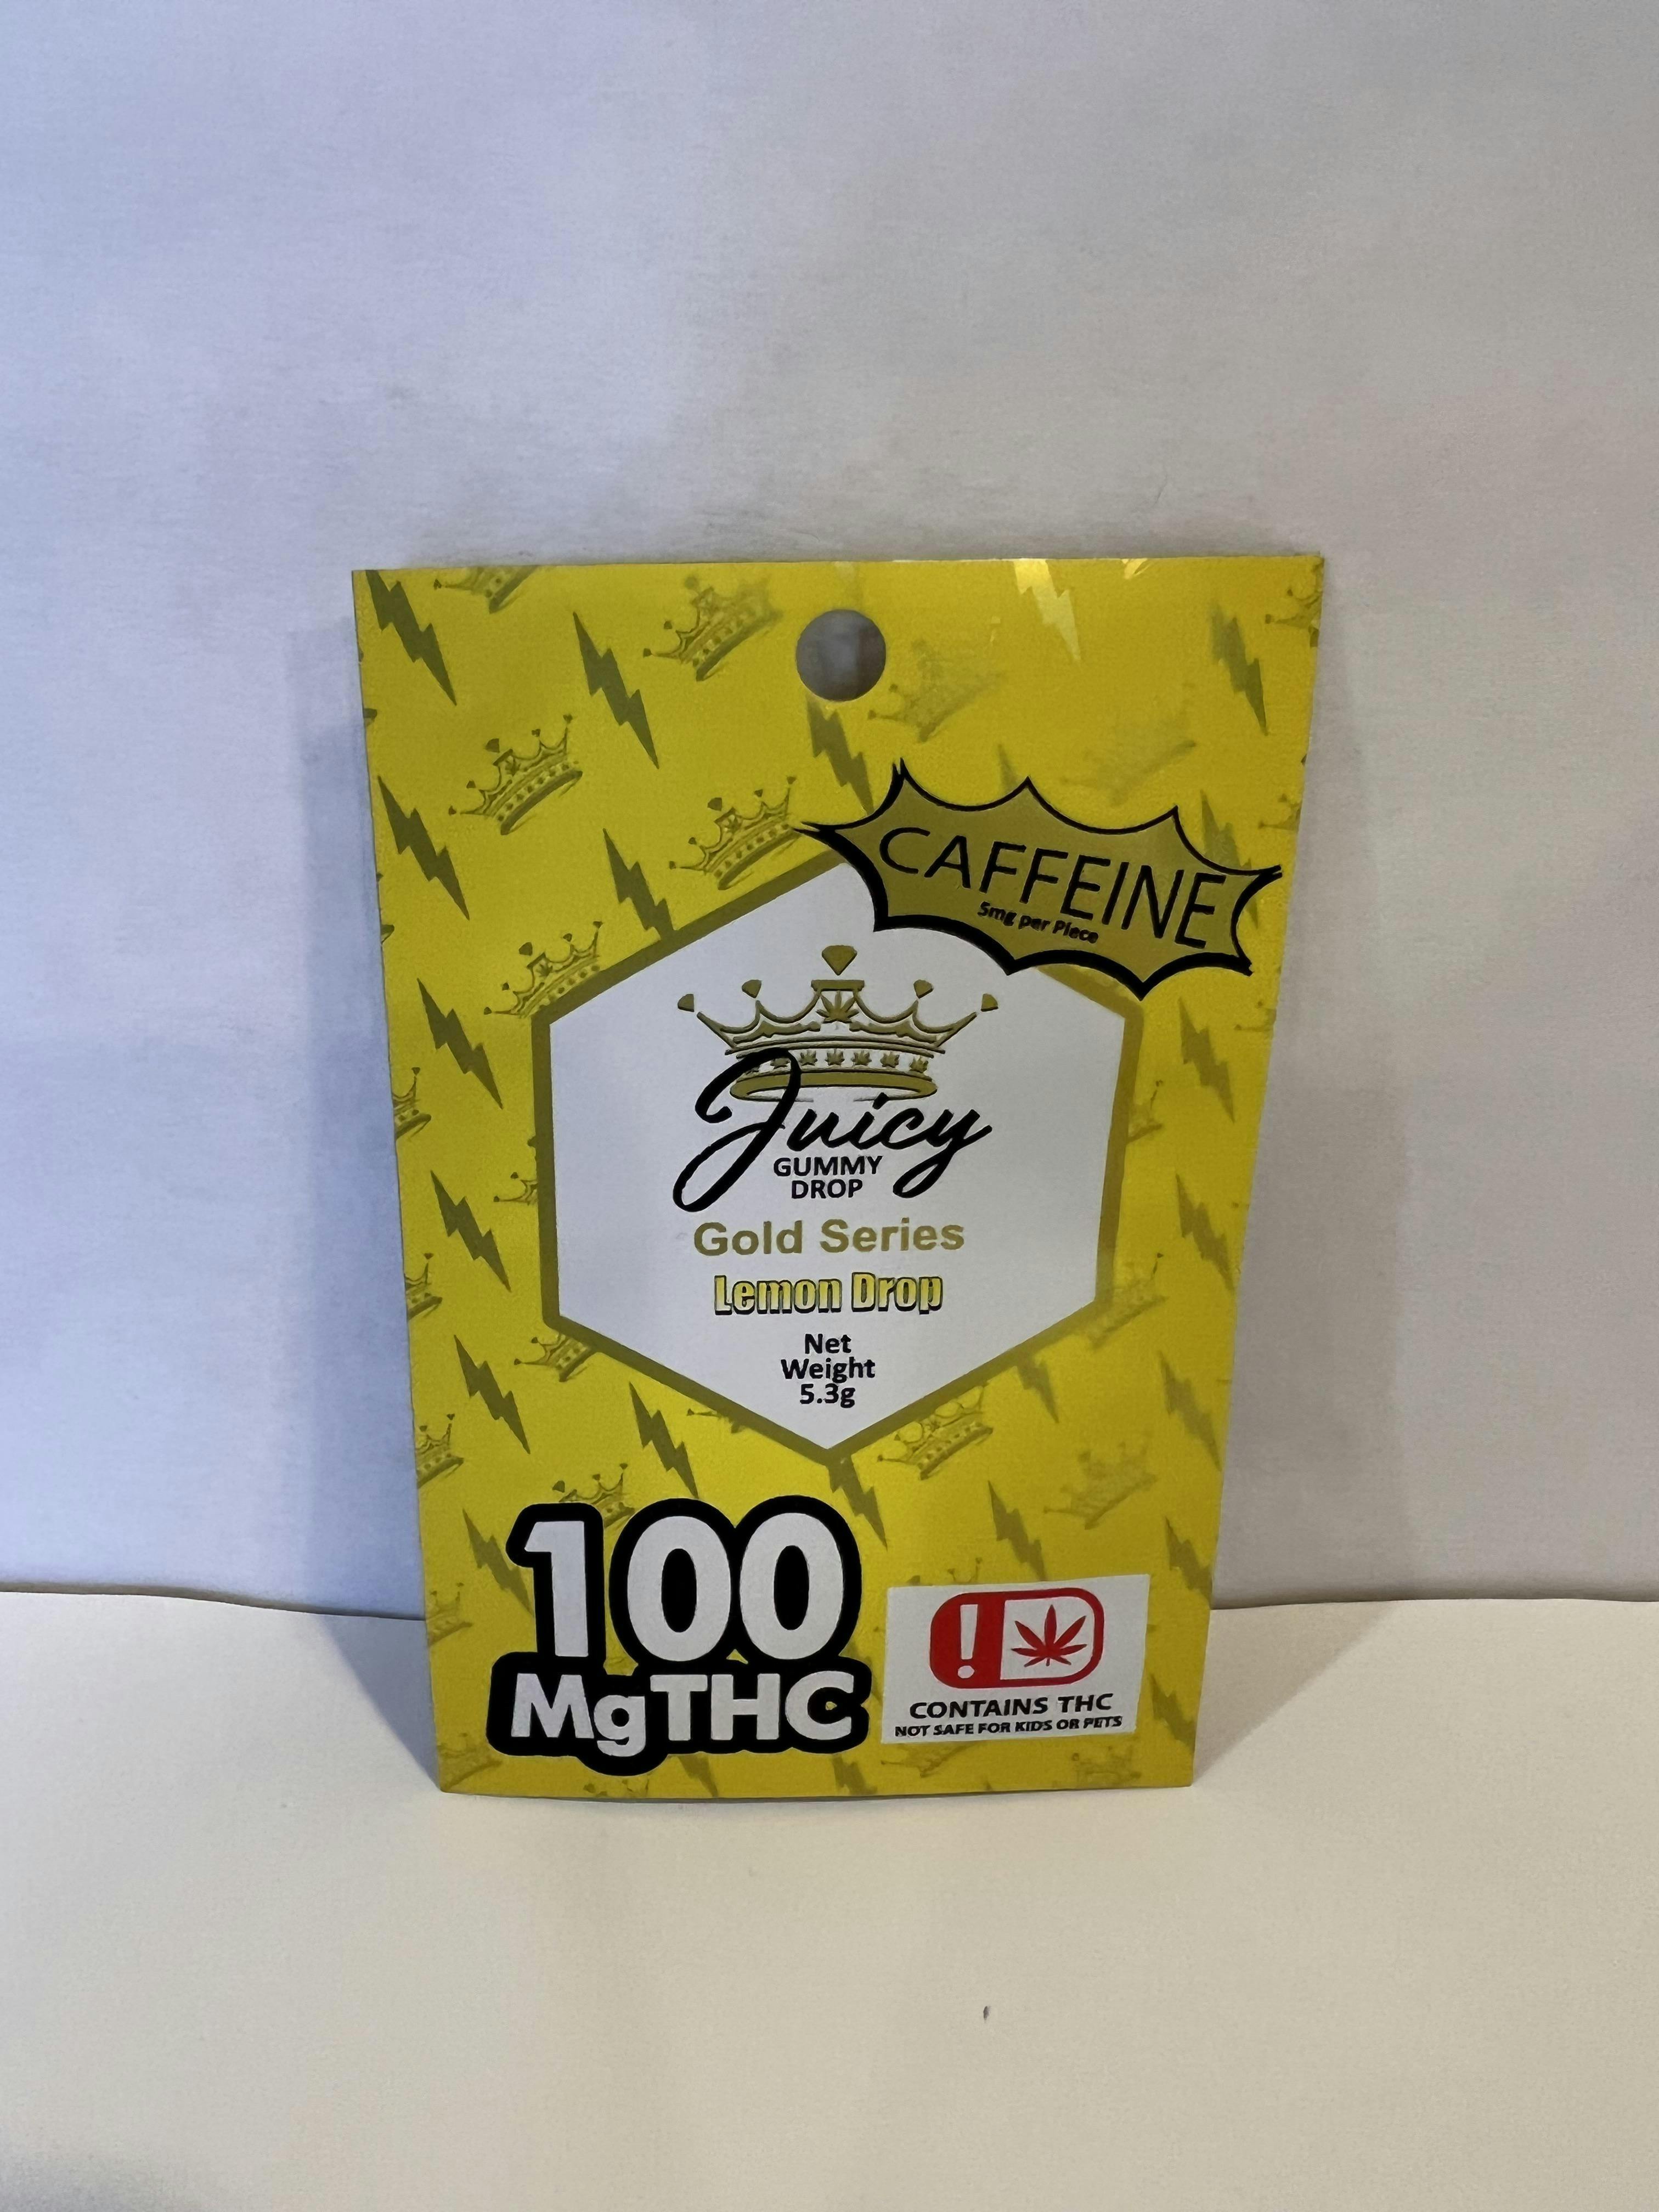 CAFFEINE
5mg per Piece
Juicy
GUMMY
DROP
Gold Series
Lemon Drop
Net
Weight
5.3g
100
MgTHC
!
CONTAINS THC
NOT SAFE FOR KIDS OR PETS